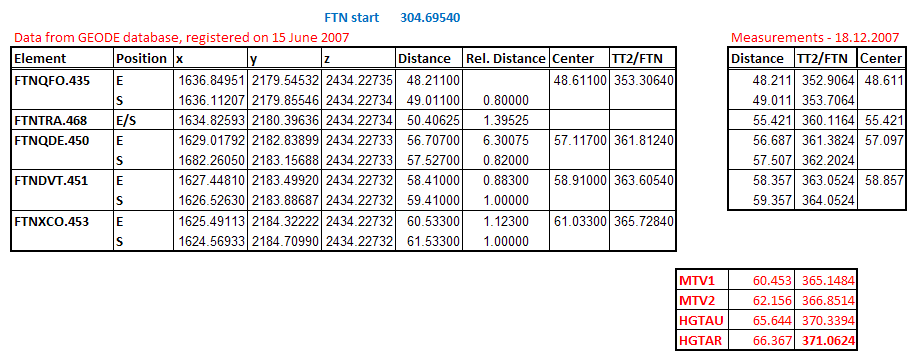 FTN start 304.69540
Data from GEODE database, registered on 15 June 2007 Measurements - 18.12.2007
Element Position x y z Distance Rel. Distance Center TT2/FTN Distance TT2/FTN Center
FTNQFO.435 E 1636.84951 2179.54532 2434.22735 48.21100 48.61100 353.30640 48.211 352.9064 48.611
S 1636.11207 2179.85546 2434.22734 49.01100 0.80000 49.011 353.7064
FTNTRA.468 E/S 1634.82593 2180.39636 2434.22734 50.40625 1.39525 55.421 360.1164 55.421
FTNQDE.450 E 1629.01792 2182.83899 2434.22733 56.70700 6.30075 57.11700 361.81240 56.687 361.3824 57.097
S 1682.26050 2183.15688 2434.22733 57.52700 0.82000 57.507 362.2024
FTNDVT.451 E 1627.44810 2183.49920 2434.22732 58.41000 0.88300 58.91000 363.60540 58.357 363.0524 58.857
S 1626.52630 2183.88687 2434.22732 59.41000 1.00000 59.357 364.0524
FTNXCO.453 E 1625.49113 2184.32222 2434.22732 60.53300 1.12300 61.03300 365.72840
S 1624.56933 2184.70990 2434.22732 61.53300 1.00000
MTV1 60.453 365.1484
MTV2 62.156 366.8514
HGTAU 65.644 370.3394
HGTAR 66.367 371.0624